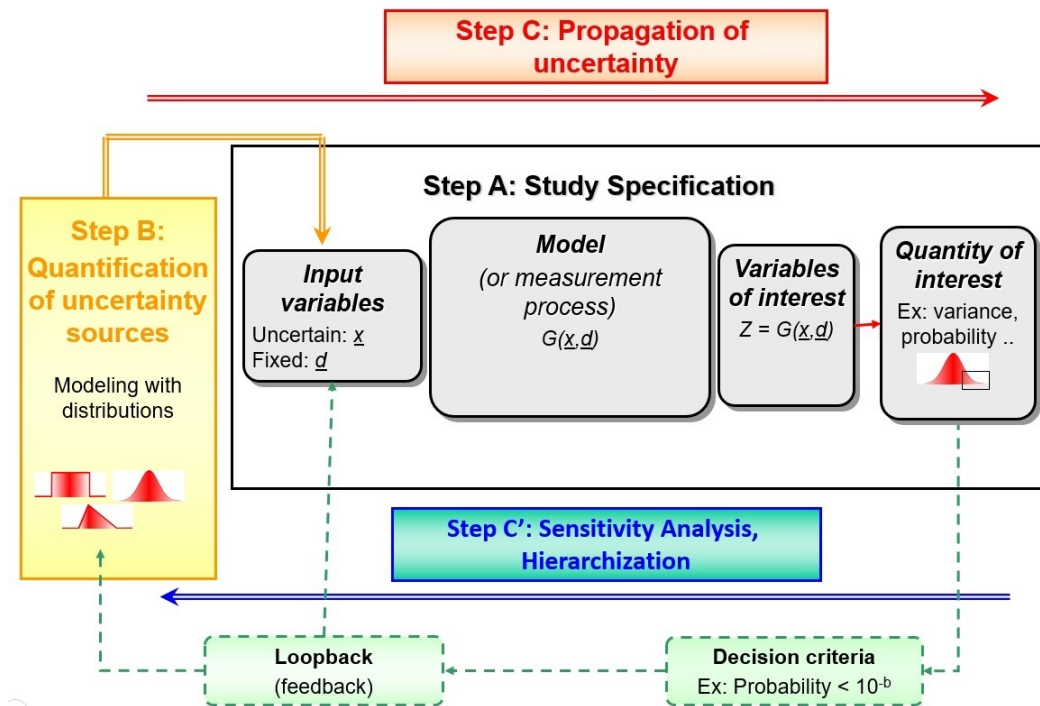 Step C: Propagation of
uncertainty
Step A: Study Specification
Step B:
Quantification
of uncertainty
sources
Modeling with
distributions
Input
variables
Uncertain: x
Fixed: d
Model
(or measurement
process)
G(x,d)
Variables
of interest
Z = G(x,d)
Quantity of
interest
Ex: variance,
probability ..
Step C’: Sensitivity Analysis,
Hierarchization
Loopback
(feedback)
Decision criteria
Ex: Probability < 10-b